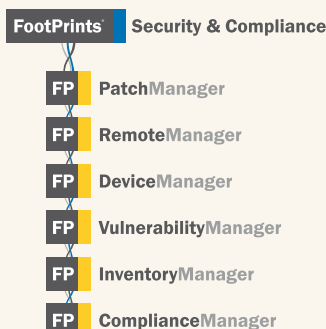 FootPrints® Security & Compliance
FP PatchManager
FP RemoteManager
FP DeviceManager
FP VulnerabilityManager
FP InventoryManager
FP ComplianceManager